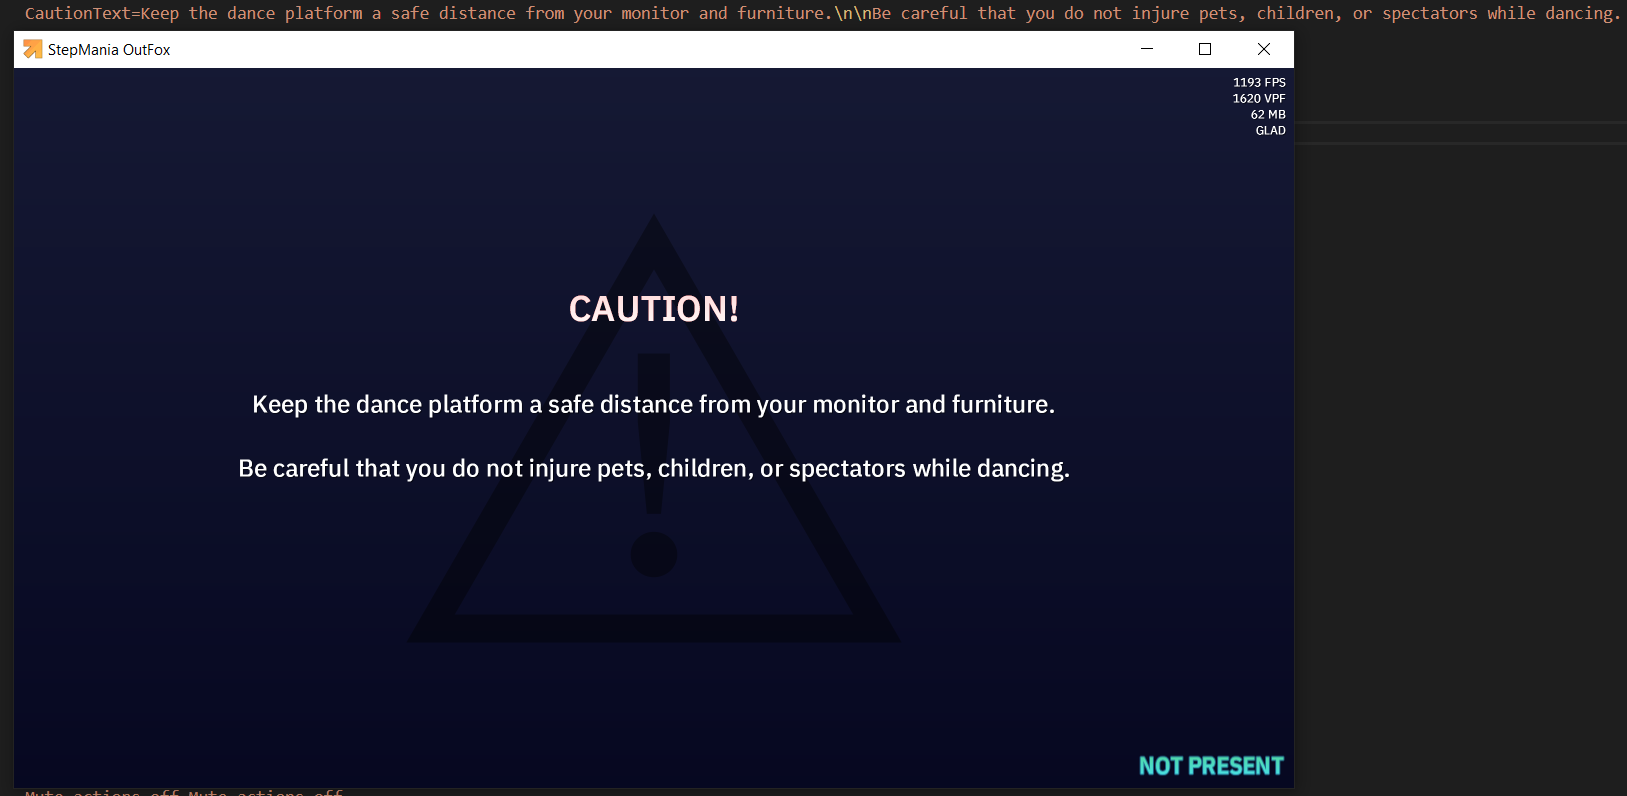 CautionText=Keep the dance platform a safe distance from your monitor and furniture.\n\nBe careful that you do not injure pets, children, or spectators while dancing.
StepMania OutFox
1193 FPS
1620 VPF
62 MB
GLAD
CAUTION!
Keep the dance platform a safe distance from your monitor and furniture.
Be careful that you do not injure pets, children, or spectators while dancing.
NOT PRESENT
Mute actions off Mute actions off